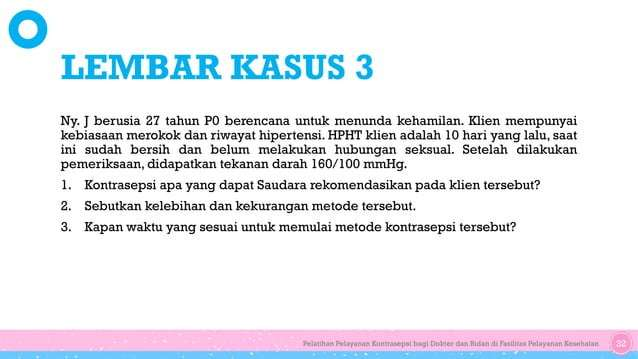 LEMBAR KASUS 3
Ny. J berusia 27 tahun P0 berencana untuk menunda kehamilan. Klien mempunyai
kebiasaan merokok dan riwayat hipertensi. HPHT klien adalah 10 hari yang lalu, saat
ini sudah bersih dan belum melakukan hubungan seksual. Setelah dilakukan
pemeriksaan, didapatkan tekanan darah 160/100 mmHg.
1. Kontrasepsi apa yang dapat Saudara rekomendasikan pada klien tersebut?
2. Sebutkan kelebihan dan kekurangan metode tersebut.
3. Kapan waktu yang sesuai untuk memulai metode kontrasepsi tersebut?
Pelatihan Pelayanan Kontrasepsi bagi Dokter dan Bidan di Fasilitas Pelayanan Kesehatan 32